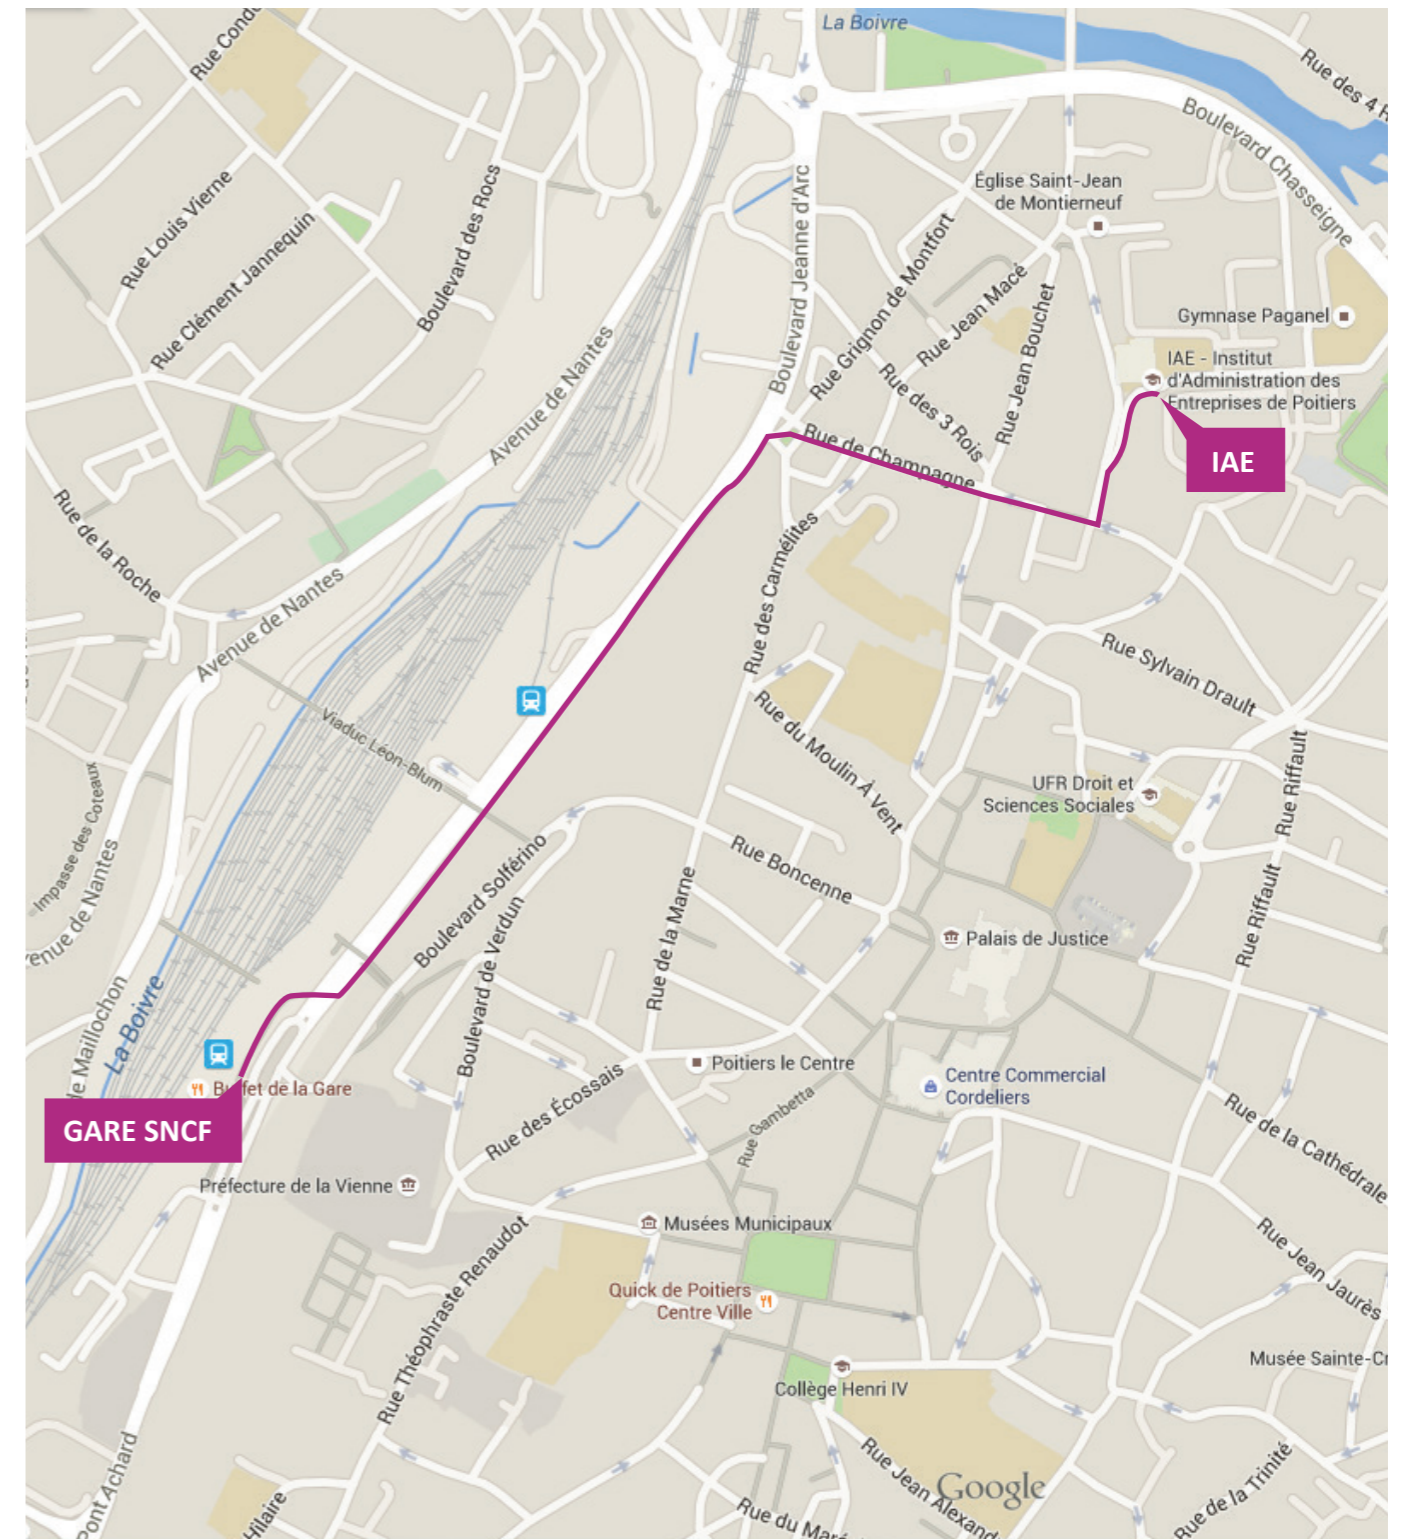 La Boivre
Rue Cond
Rue des 4 R
Boulevard Chasseigne
Rue Louis Vierne
Rue Clément Jannequin
Boulevard des Rocs
Boulevard Jeanne d'Arc
Église Saint-Jean
de Montierneuf
Rue Grignon de Montfort
Rue Jean Macé
Rue Jean Bouchet
Gymnase Paganel
IAE - Institut
d'Administration des
Entreprises de Poitiers
Avenue de Nantes
Rue des 3 Rois
Rue de Champagne
IAE
Rue de la Roche
Avenue de Nantes
Rue des Carmélites
Rue Sylvain Drault
Viaduc Léon-Blum
Rue du Moulin À Vent
Rue Riffault
UFR Droit et
Sciences Sociales
Impasse des Coteaux
enue de Nantes
Boulevard Solférino
Rue Boncenne
Boulevard de Verdun
Rue de la Marne
Rue Riffault
Palais de Justice
de Maillochon
La Boivre
Poitiers le Centre
Buffet de la Gare
Centre Commercial
Cordeliers
GARE SNCF
Rue des Écossais
Rue Gambetta
Rue de la Cathédrale
Préfecture de la Vienne
Musées Municipaux
Rue Théophraste Renaudot
Rue Jean Jaurès
Quick de Poitiers
Centre Ville
Musée Sainte-Cr
Collège Henri IV
Pont Achard
Hilaire
Rue Jean Alexand
Google
Rue de la Trinité
Rue du Mar